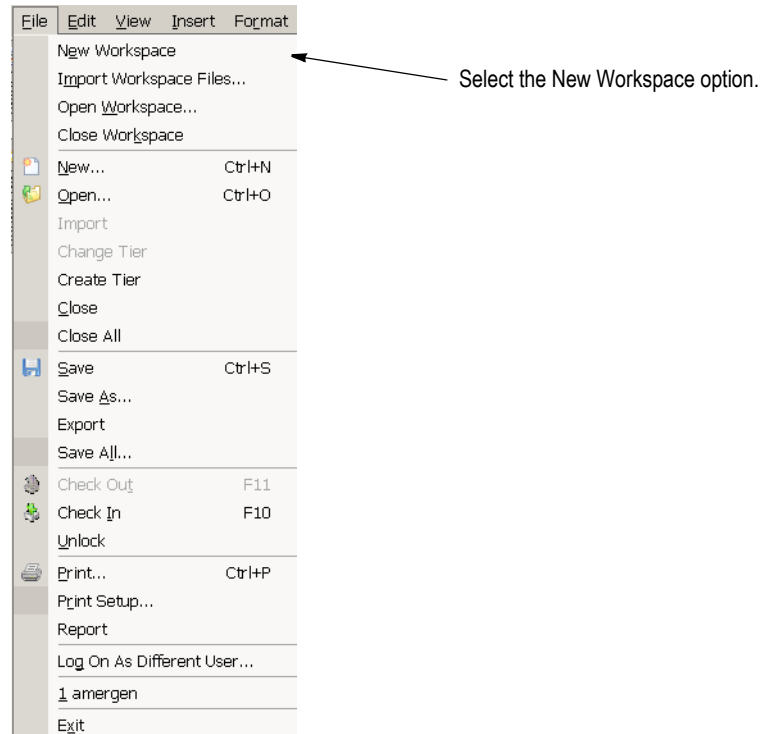 File Edit View Insert Format
New Workspace
Select the New Workspace option.
Import Workspace Files...
Open Workspace...
Close Workspace
New... Ctrl+N
Open... Ctrl+O
Import
Change Tier
Create Tier
Close
Close All
Save Ctrl+S
Save As...
Export
Save All...
Check Out F11
Check In F10
Unlock
Print... Ctrl+P
Print Setup...
Report
Log On As Different User...
1 amergen
Exit